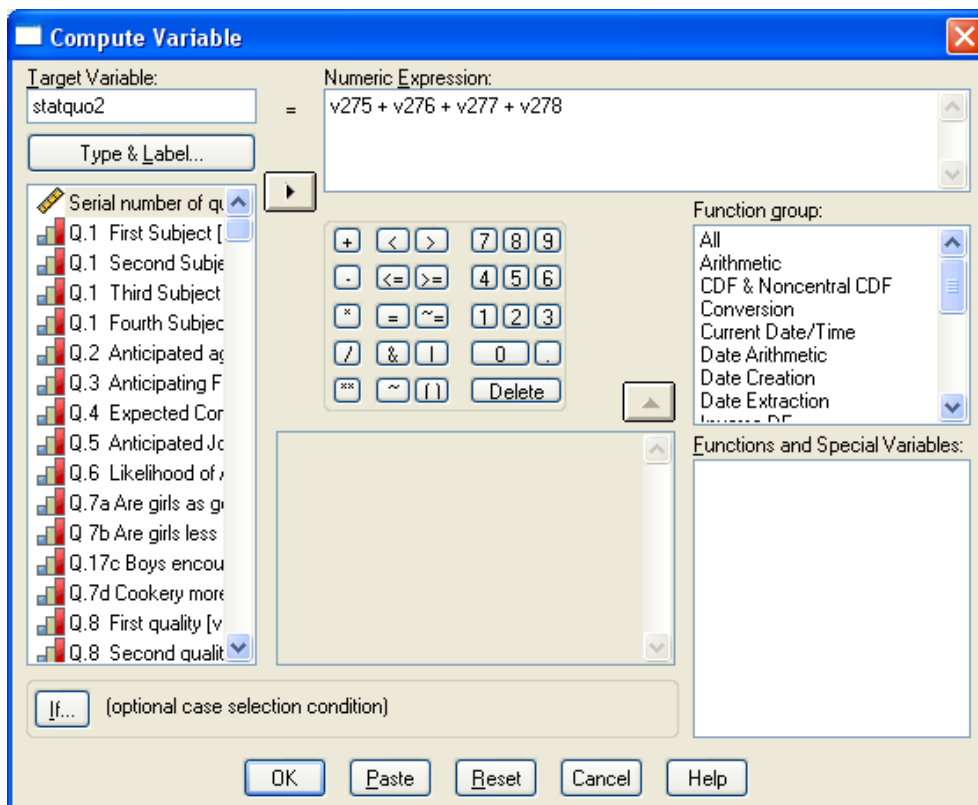 Compute Variable
Target Variable:
statquo2
=
Numeric Expression:
v275 + v276 + v277 + v278
Type & Label...
Serial number of qu
Q.1 First Subject [
Q.1 Second Subje
Q.1 Third Subject
Q.1 Fourth Subjec
Q.2 Anticipated ag
Q.3 Anticipating F
Q.4 Expected Cor
Q.5 Anticipated Jo
Q.6 Likelihood of
Q.7a Are girls as g
Q 7b Are girls less
Q.17c Boys encou
Q.7d Cookery more
Q.8 First quality [v
Q.8 Second qualit
+ < > 7 8 9
- <= >= 4 5 6
* = ~= 1 2 3
/ & | 0 .
** ~ ( ) Delete
Function group:
All
Arithmetic
CDF & Noncentral CDF
Conversion
Current Date/Time
Date Arithmetic
Date Creation
Date Extraction
Functions and Special Variables:
If... (optional case selection condition)
OK Paste Reset Cancel Help